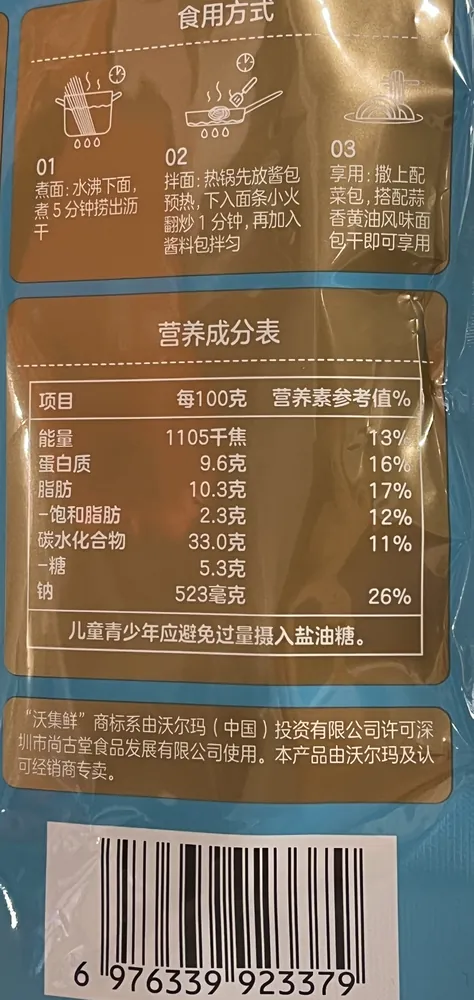 食用方式
01
煮面：水沸下面，
煮5分钟捞出沥
干
02
拌面：热锅先放酱包
预热，下入面条小火
翻炒1分钟，再加入
酱料包拌匀
03
享用：撒上配
菜包，搭配蒜
香黄油风味面
包干即可享用
营养成分表
项目 每100克 营养素参考值%
能量 1105千焦 13%
蛋白质 9.6克 16%
脂肪 10.3克 17%
-饱和脂肪 2.3克 12%
碳水化合物 33.0克 11%
-糖 5.3克
钠 523毫克 26%
儿童青少年应避免过量摄入盐油糖。
“沃集鲜”商标系由沃尔玛（中国）投资有限公司许可深
圳市尚古堂食品发展有限公司使用。本产品由沃尔玛及认
可经销商专卖。
6 976339 923379